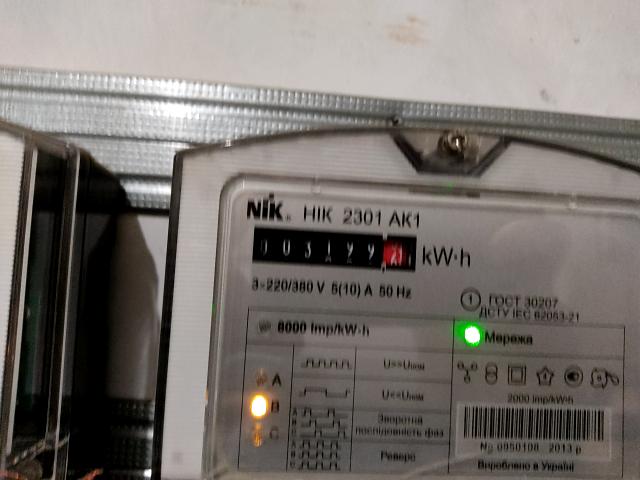 NiK НІК 2301 АК1
kW·h
3~220/380 V 5(10) A 50 Hz
1 ГОСТ 30207
ДСТУ IEC 62053-21
8000 imp/kW·h
Мережа
A U>>Uном
B U<<Uном
C Зворотна
послідовність фаз
Реверс
2000 imp/kW·h
№ 0950108 2013 р
Вироблено в Україні